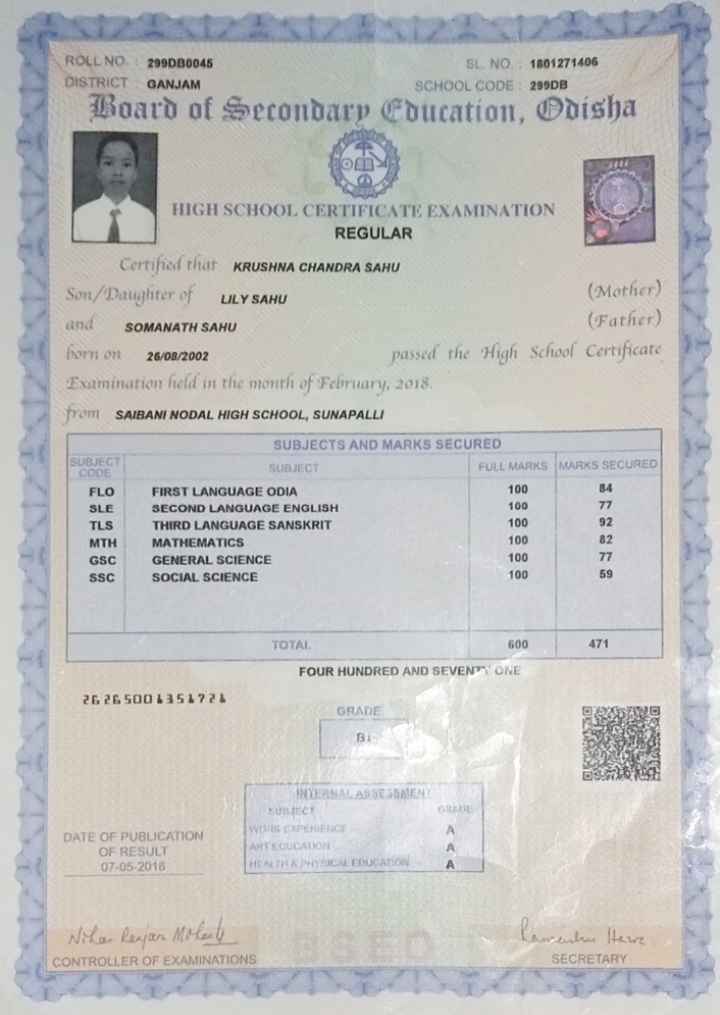 ROLL NO. : 299DB0045 SL. NO. : 1801271406
DISTRICT : GANJAM SCHOOL CODE : 299DB
Board of Secondary Education, Odisha
HIGH SCHOOL CERTIFICATE EXAMINATION
REGULAR
Certified that KRUSHNA CHANDRA SAHU
Son/Daughter of LILY SAHU (Mother)
and SOMANATH SAHU (Father)
born on 26/08/2002 passed the High School Certificate
Examination held in the month of February, 2018.
from SAIBANI NODAL HIGH SCHOOL, SUNAPALLI
SUBJECTS AND MARKS SECURED
SUBJECT CODE SUBJECT FULL MARKS MARKS SECURED
FLO FIRST LANGUAGE ODIA 100 84
SLE SECOND LANGUAGE ENGLISH 100 77
TLS THIRD LANGUAGE SANSKRIT 100 92
MTH MATHEMATICS 100 82
GSC GENERAL SCIENCE 100 77
SSC SOCIAL SCIENCE 100 59
TOTAL 600 471
FOUR HUNDRED AND SEVENTY ONE
GRADE
B1
INTERNAL ASSESSMENT
SUBJECT GRADE
WORK EXPERIENCE A
ART EDUCATION A
HEALTH & PHYSICAL EDUCATION A
DATE OF PUBLICATION
OF RESULT
07-05-2018
Nihar Ranjan Mohanty
BSEO
CONTROLLER OF EXAMINATIONS SECRETARY